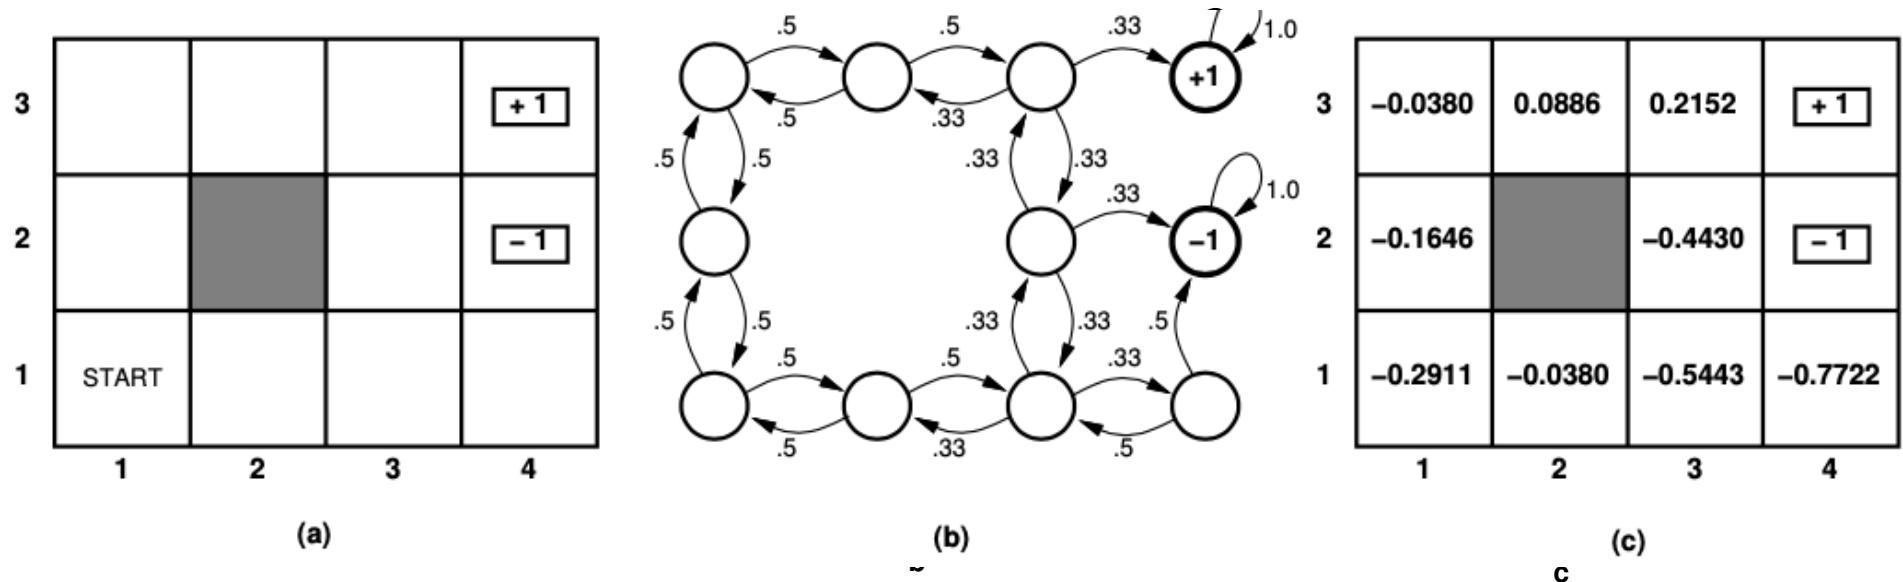 3 + 1
2 – 1
1 START
1 2 3 4
(a)
.5 .5 .33 1.0
+1
.5 .33
.5 .5 .33 .33
.33 1.0
–1
.5 .5 .33 .33 .5
.5 .5 .33
.5 .33 .5
(b)
3 –0.0380 0.0886 0.2152 + 1
2 –0.1646 –0.4430 – 1
1 –0.2911 –0.0380 –0.5443 –0.7722
1 2 3 4
(c)
c